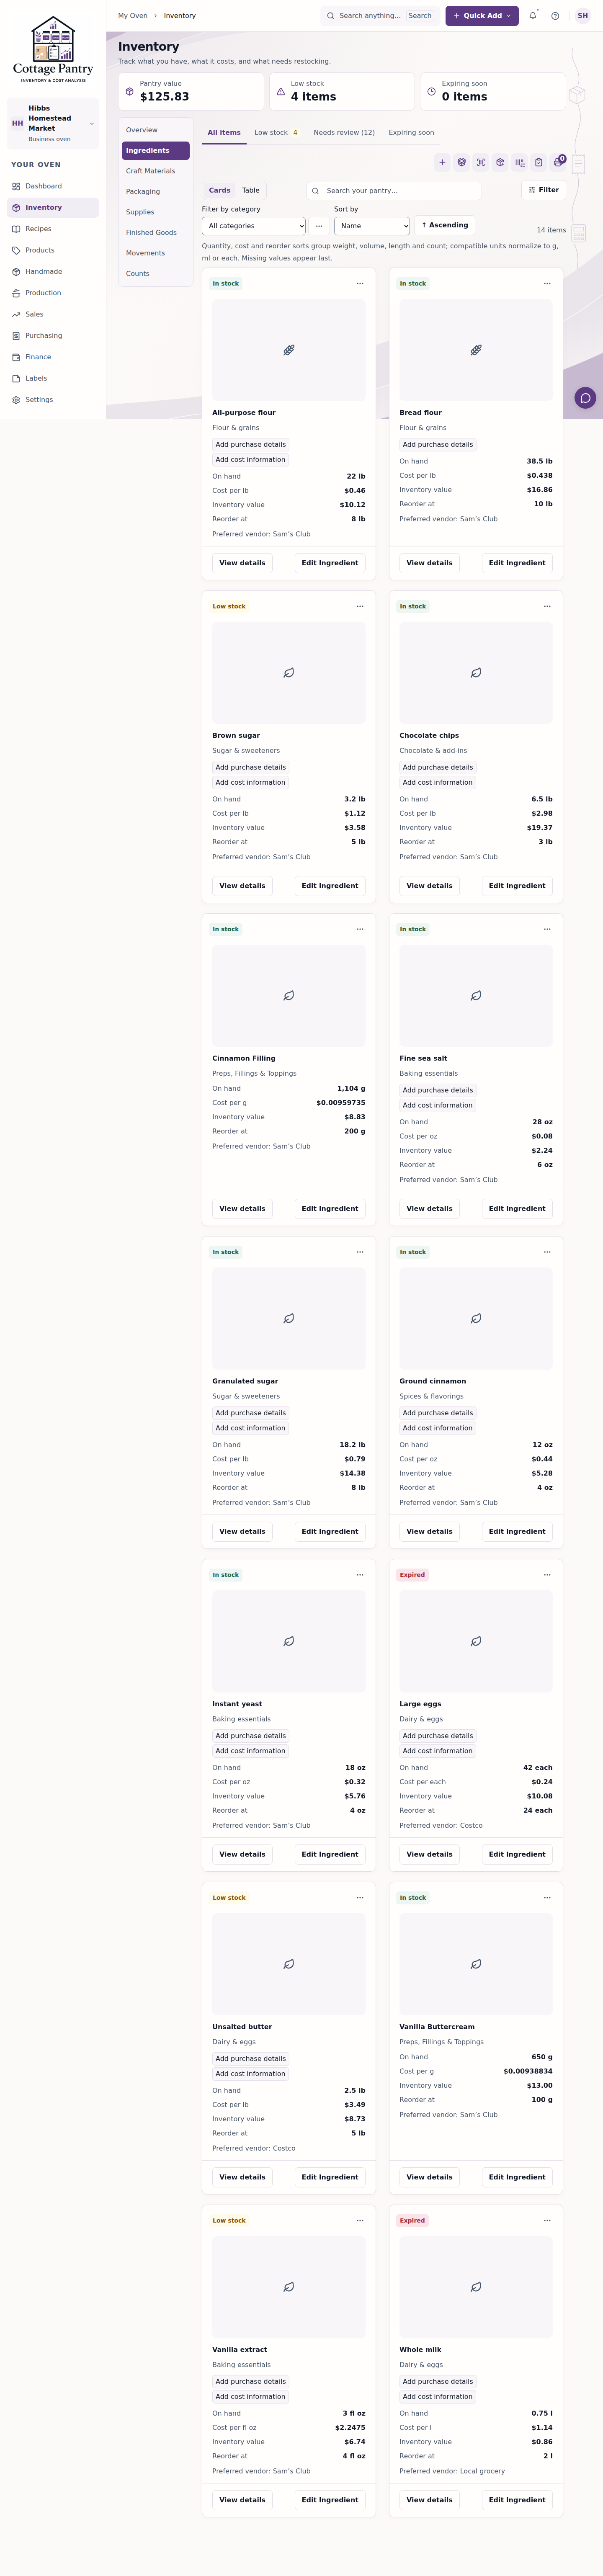 Cottage Pantry
INVENTORY & COST ANALYSIS
HH
Hibbs Homestead Market
Business oven
YOUR OVEN
Dashboard
Inventory
Recipes
Products
Handmade
Production
Sales
Purchasing
Finance
Labels
Settings
My Oven › Inventory
Search anything... Search
Quick Add
SH
Inventory
Track what you have, what it costs, and what needs restocking.
Pantry value
$125.83
Low stock
4 items
Expiring soon
0 items
Overview
Ingredients
Craft Materials
Packaging
Supplies
Finished Goods
Movements
Counts
All items Low stock 4 Needs review (12) Expiring soon
0
Cards Table
Search your pantry...
Filter
Filter by category
All categories
Sort by
Name
↑ Ascending
14 items
Quantity, cost and reorder sorts group weight, volume, length and count; compatible units normalize to g,
ml or each. Missing values appear last.
In stock
All-purpose flour
Flour & grains
Add purchase details
Add cost information
On hand 22 lb
Cost per lb $0.46
Inventory value $10.12
Reorder at 8 lb
Preferred vendor: Sam's Club
View details Edit Ingredient
In stock
Bread flour
Flour & grains
Add purchase details
On hand 38.5 lb
Cost per lb $0.438
Inventory value $16.86
Reorder at 10 lb
Preferred vendor: Sam's Club
View details Edit Ingredient
Low stock
Brown sugar
Sugar & sweeteners
Add purchase details
Add cost information
On hand 3.2 lb
Cost per lb $1.12
Inventory value $3.58
Reorder at 5 lb
Preferred vendor: Sam's Club
View details Edit Ingredient
In stock
Chocolate chips
Chocolate & add-ins
Add purchase details
Add cost information
On hand 6.5 lb
Cost per lb $2.98
Inventory value $19.37
Reorder at 3 lb
Preferred vendor: Sam's Club
View details Edit Ingredient
In stock
Cinnamon Filling
Preps, Fillings & Toppings
On hand 1,104 g
Cost per g $0.00959735
Inventory value $8.83
Reorder at 200 g
Preferred vendor: Sam's Club
View details Edit Ingredient
In stock
Fine sea salt
Baking essentials
Add purchase details
Add cost information
On hand 28 oz
Cost per oz $0.08
Inventory value $2.24
Reorder at 6 oz
Preferred vendor: Sam's Club
View details Edit Ingredient
In stock
Granulated sugar
Sugar & sweeteners
Add purchase details
Add cost information
On hand 18.2 lb
Cost per lb $0.79
Inventory value $14.38
Reorder at 8 lb
Preferred vendor: Sam's Club
View details Edit Ingredient
In stock
Ground cinnamon
Spices & flavorings
Add purchase details
Add cost information
On hand 12 oz
Cost per oz $0.44
Inventory value $5.28
Reorder at 4 oz
Preferred vendor: Sam's Club
View details Edit Ingredient
In stock
Instant yeast
Baking essentials
Add purchase details
Add cost information
On hand 18 oz
Cost per oz $0.32
Inventory value $5.76
Reorder at 4 oz
Preferred vendor: Sam's Club
View details Edit Ingredient
Expired
Large eggs
Dairy & eggs
Add purchase details
Add cost information
On hand 42 each
Cost per each $0.24
Inventory value $10.08
Reorder at 24 each
Preferred vendor: Costco
View details Edit Ingredient
Low stock
Unsalted butter
Dairy & eggs
Add purchase details
Add cost information
On hand 2.5 lb
Cost per lb $3.49
Inventory value $8.73
Reorder at 5 lb
Preferred vendor: Costco
View details Edit Ingredient
In stock
Vanilla Buttercream
Preps, Fillings & Toppings
On hand 650 g
Cost per g $0.00938834
Inventory value $13.00
Reorder at 100 g
Preferred vendor: Sam's Club
View details Edit Ingredient
Low stock
Vanilla extract
Baking essentials
Add purchase details
Add cost information
On hand 3 fl oz
Cost per fl oz $2.2475
Inventory value $6.74
Reorder at 4 fl oz
Preferred vendor: Sam's Club
View details Edit Ingredient
Expired
Whole milk
Dairy & eggs
Add purchase details
Add cost information
On hand 0.75 l
Cost per l $1.14
Inventory value $0.86
Reorder at 2 l
Preferred vendor: Local grocery
View details Edit Ingredient